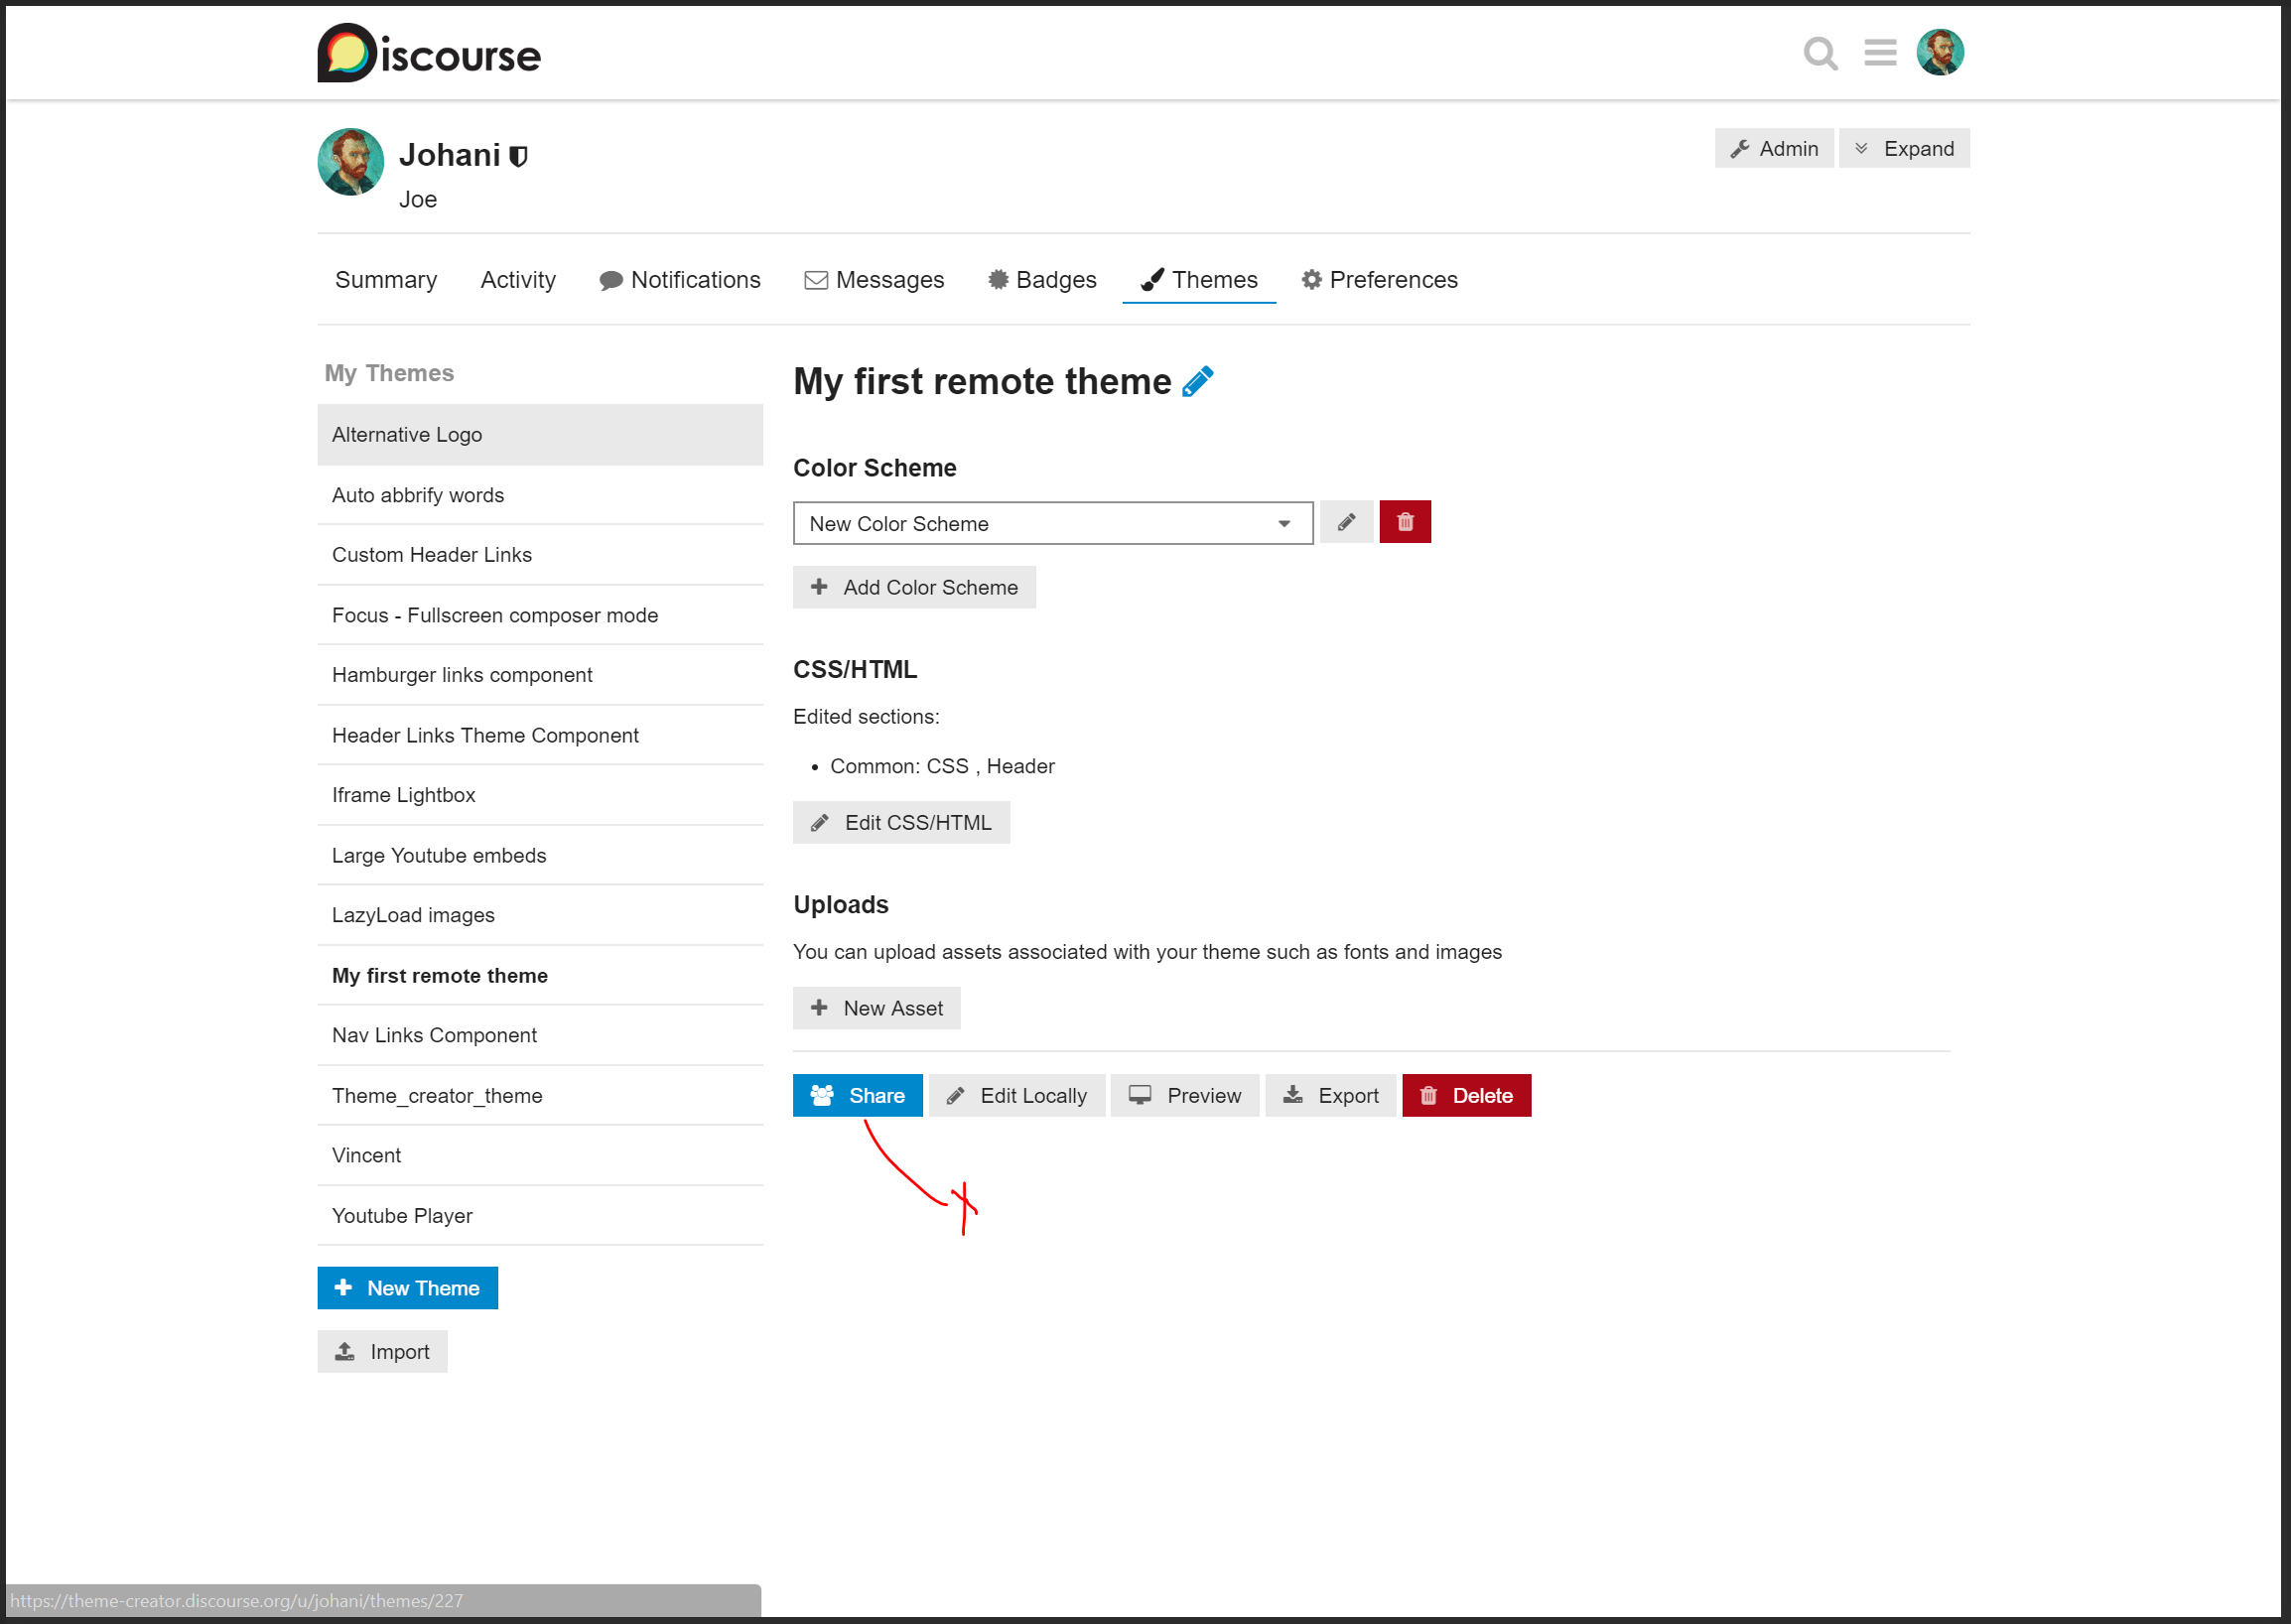 Discourse
Johani
Joe
Admin
Expand
Summary
Activity
Notifications
Messages
Badges
Themes
Preferences
My Themes
Alternative Logo
Auto abbrify words
Custom Header Links
Focus - Fullscreen composer mode
Hamburger links component
Header Links Theme Component
Iframe Lightbox
Large Youtube embeds
LazyLoad images
My first remote theme
Nav Links Component
Theme_creator_theme
Vincent
Youtube Player
New Theme
Import
My first remote theme
Color Scheme
New Color Scheme
Add Color Scheme
CSS/HTML
Edited sections:
• Common: CSS , Header
Edit CSS/HTML
Uploads
You can upload assets associated with your theme such as fonts and images
New Asset
Share
Edit Locally
Preview
Export
Delete
https://theme-creator.discourse.org/u/johani/themes/227